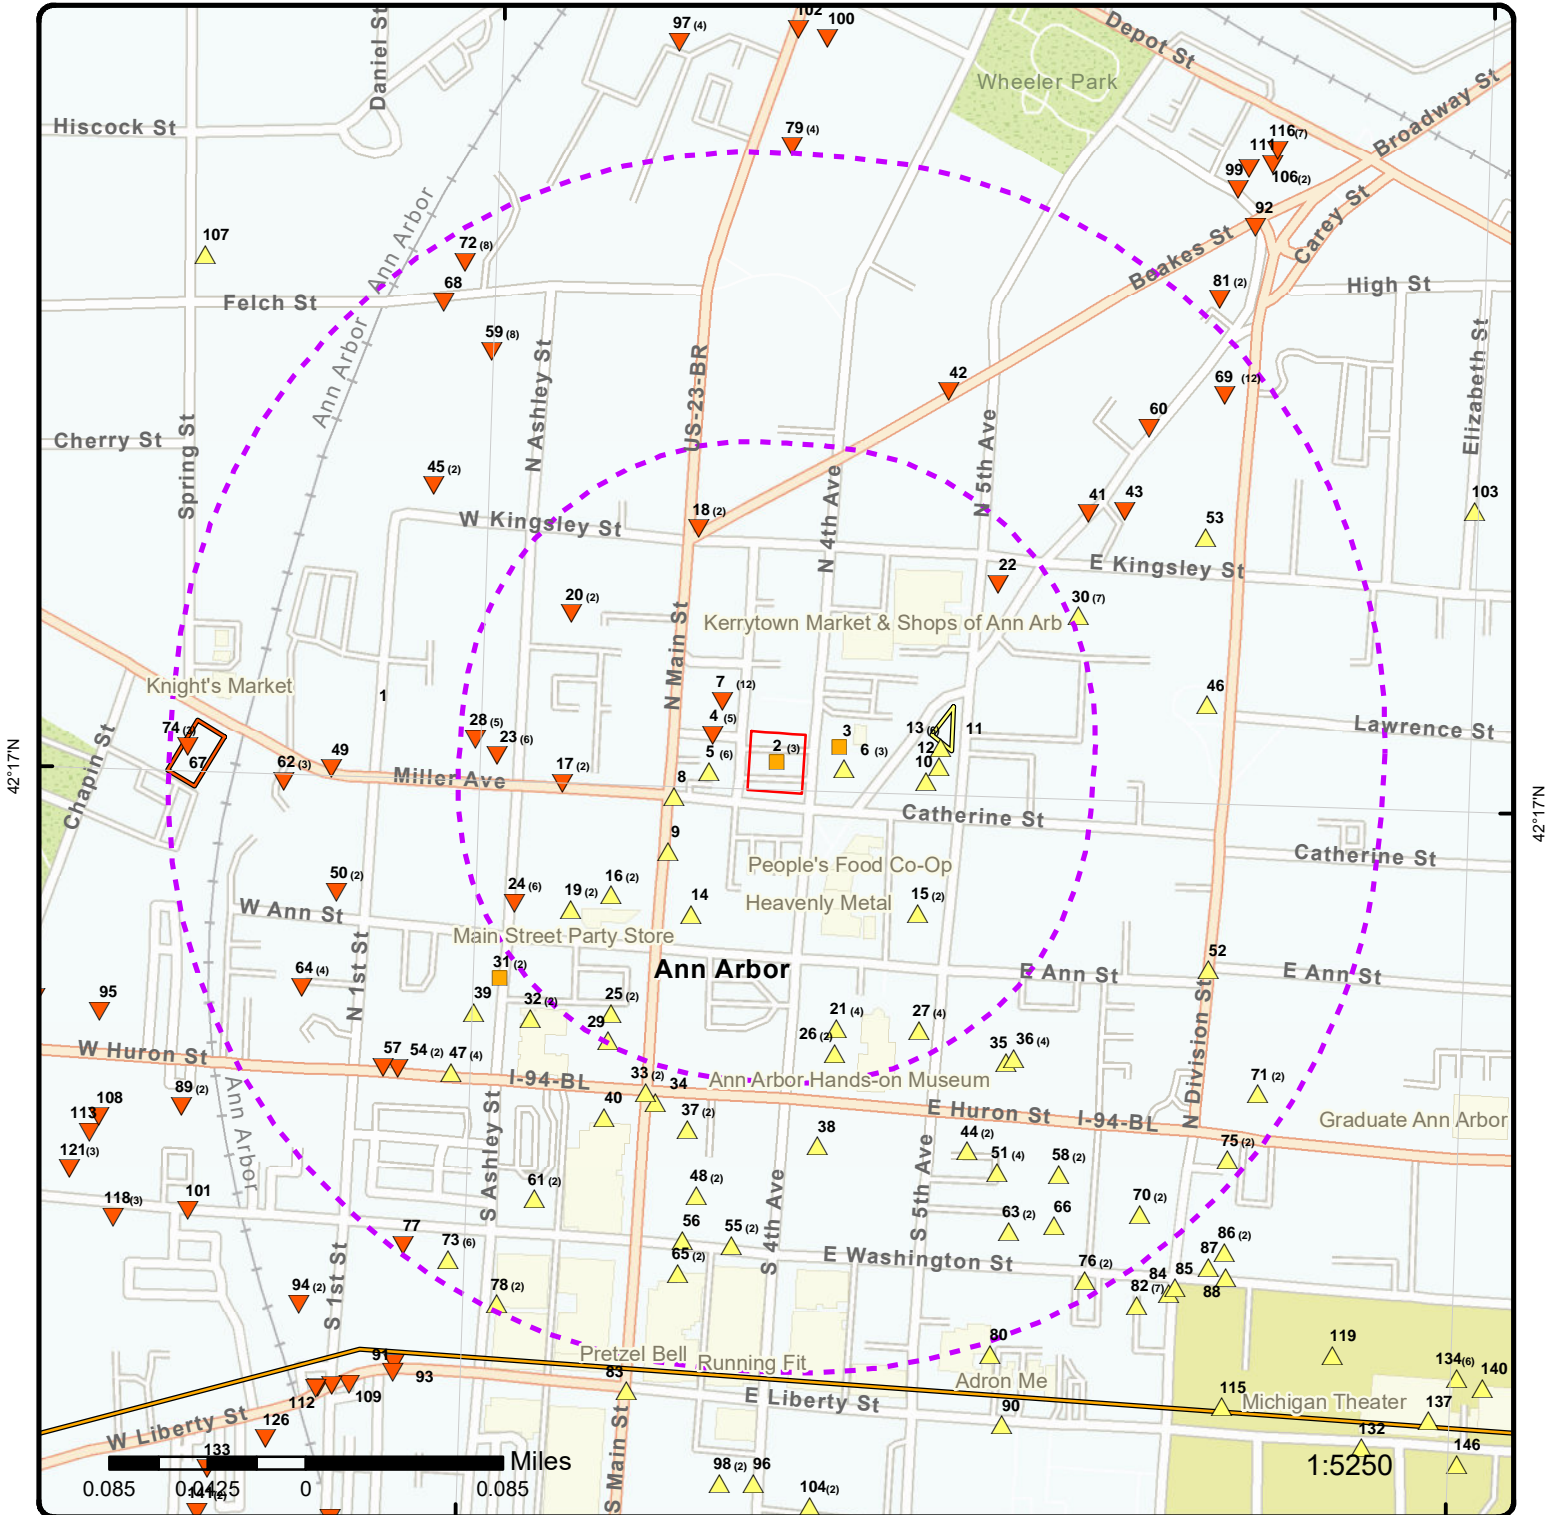 97 (4)
102
100
Depot St
Daniel St
Wheeler Park
Broadway St
Hiscock St
79 (4)
116(7)
111
99
106(2)
92
Carey St
Ann Arbor
107
72 (8)
Beakes St
68
81 (2)
High St
Felch St
Ann Arbor
59 (8)
N Ashley St
US-23-BR
42
69 (12)
Elizabeth St
60
Cherry St
Spring St
N 5th Ave
45 (2)
N 4th Ave
41
43
103
18 (2)
W Kingsley St
53
E Kingsley St
22
20 (2)
30 (7)
Kerrytown Market & Shops of Ann Arb
N Main St
Knight's Market
1
7 (12)
46
Lawrence St
74 (3)
28 (5)
4 (5)
3
13
11
23 (6)
2 (3)
6 (3)
12
67
49
62 (3)
17 (2)
5 (6)
10
Chapin St
Miller Ave
8
42°17'N
42°17'N
Catherine St
9
Catherine St
People's Food Co-Op
50 (2)
24 (6)
19 (2)
16 (2)
14
Heavenly Metal
15 (2)
W Ann St
Main Street Party Store
Ann Arbor
N 1st St
31 (2)
52
E Ann St
E Ann St
64 (4)
95
39
32 (2)
25 (2)
29
21 (4)
26 (2)
27 (4)
35
36 (4)
N Division St
W Huron St
57
54 (2)
47 (4)
I-94-BL
33 (2)
34
Ann Arbor Hands-on Museum
71 (2)
89 (2)
108
113
Ann Arbor
40
37 (2)
38
E Huron St
I-94-BL
Graduate Ann Arbor
121(3)
S Ashley St
44 (2)
51 (4)
58 (2)
75 (2)
S 5th Ave
118(3)
101
61 (2)
48 (2)
S 4th Ave
63 (2)
66
70 (2)
77
73 (6)
56
55 (2)
65 (2)
E Washington St
86 (2)
87
S 1st St
94 (2)
78 (2)
76 (2)
84
85
82 (7)
88
91
93
Pretzel Bell
Running Fit
80
Adron Me
119
134(6)
140
83
112
109
E Liberty St
90
115
Michigan Theater
137
W Liberty St
126
S Main St
132
133
98 (2)
96
146
Miles
1:5250
0.085
0.0425
0
0.085
141(2)
104(2)